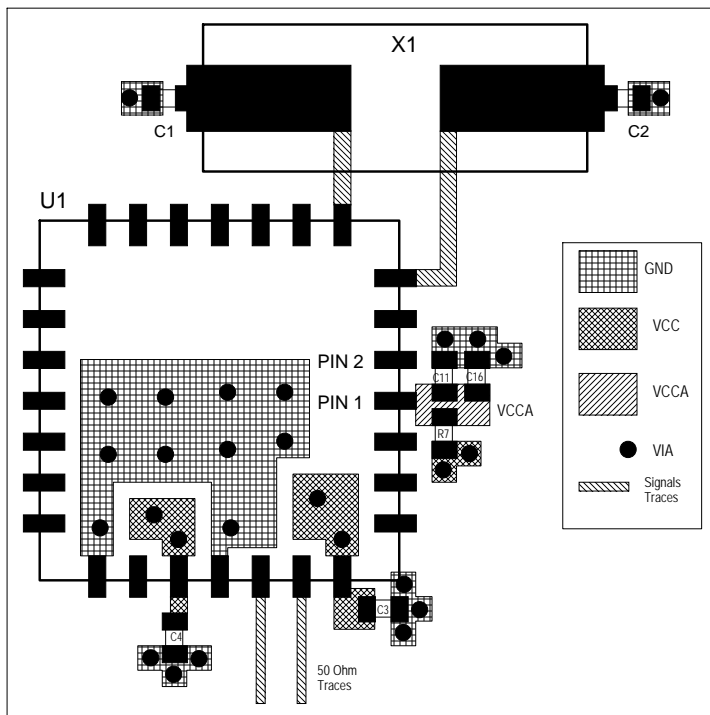 X1
C1
C2
U1
GND
VCC
PIN 2
C11
C16
VCCA
PIN 1
VCCA
R7
VIA
Signals
Traces
C3
C4
50 Ohm
Traces